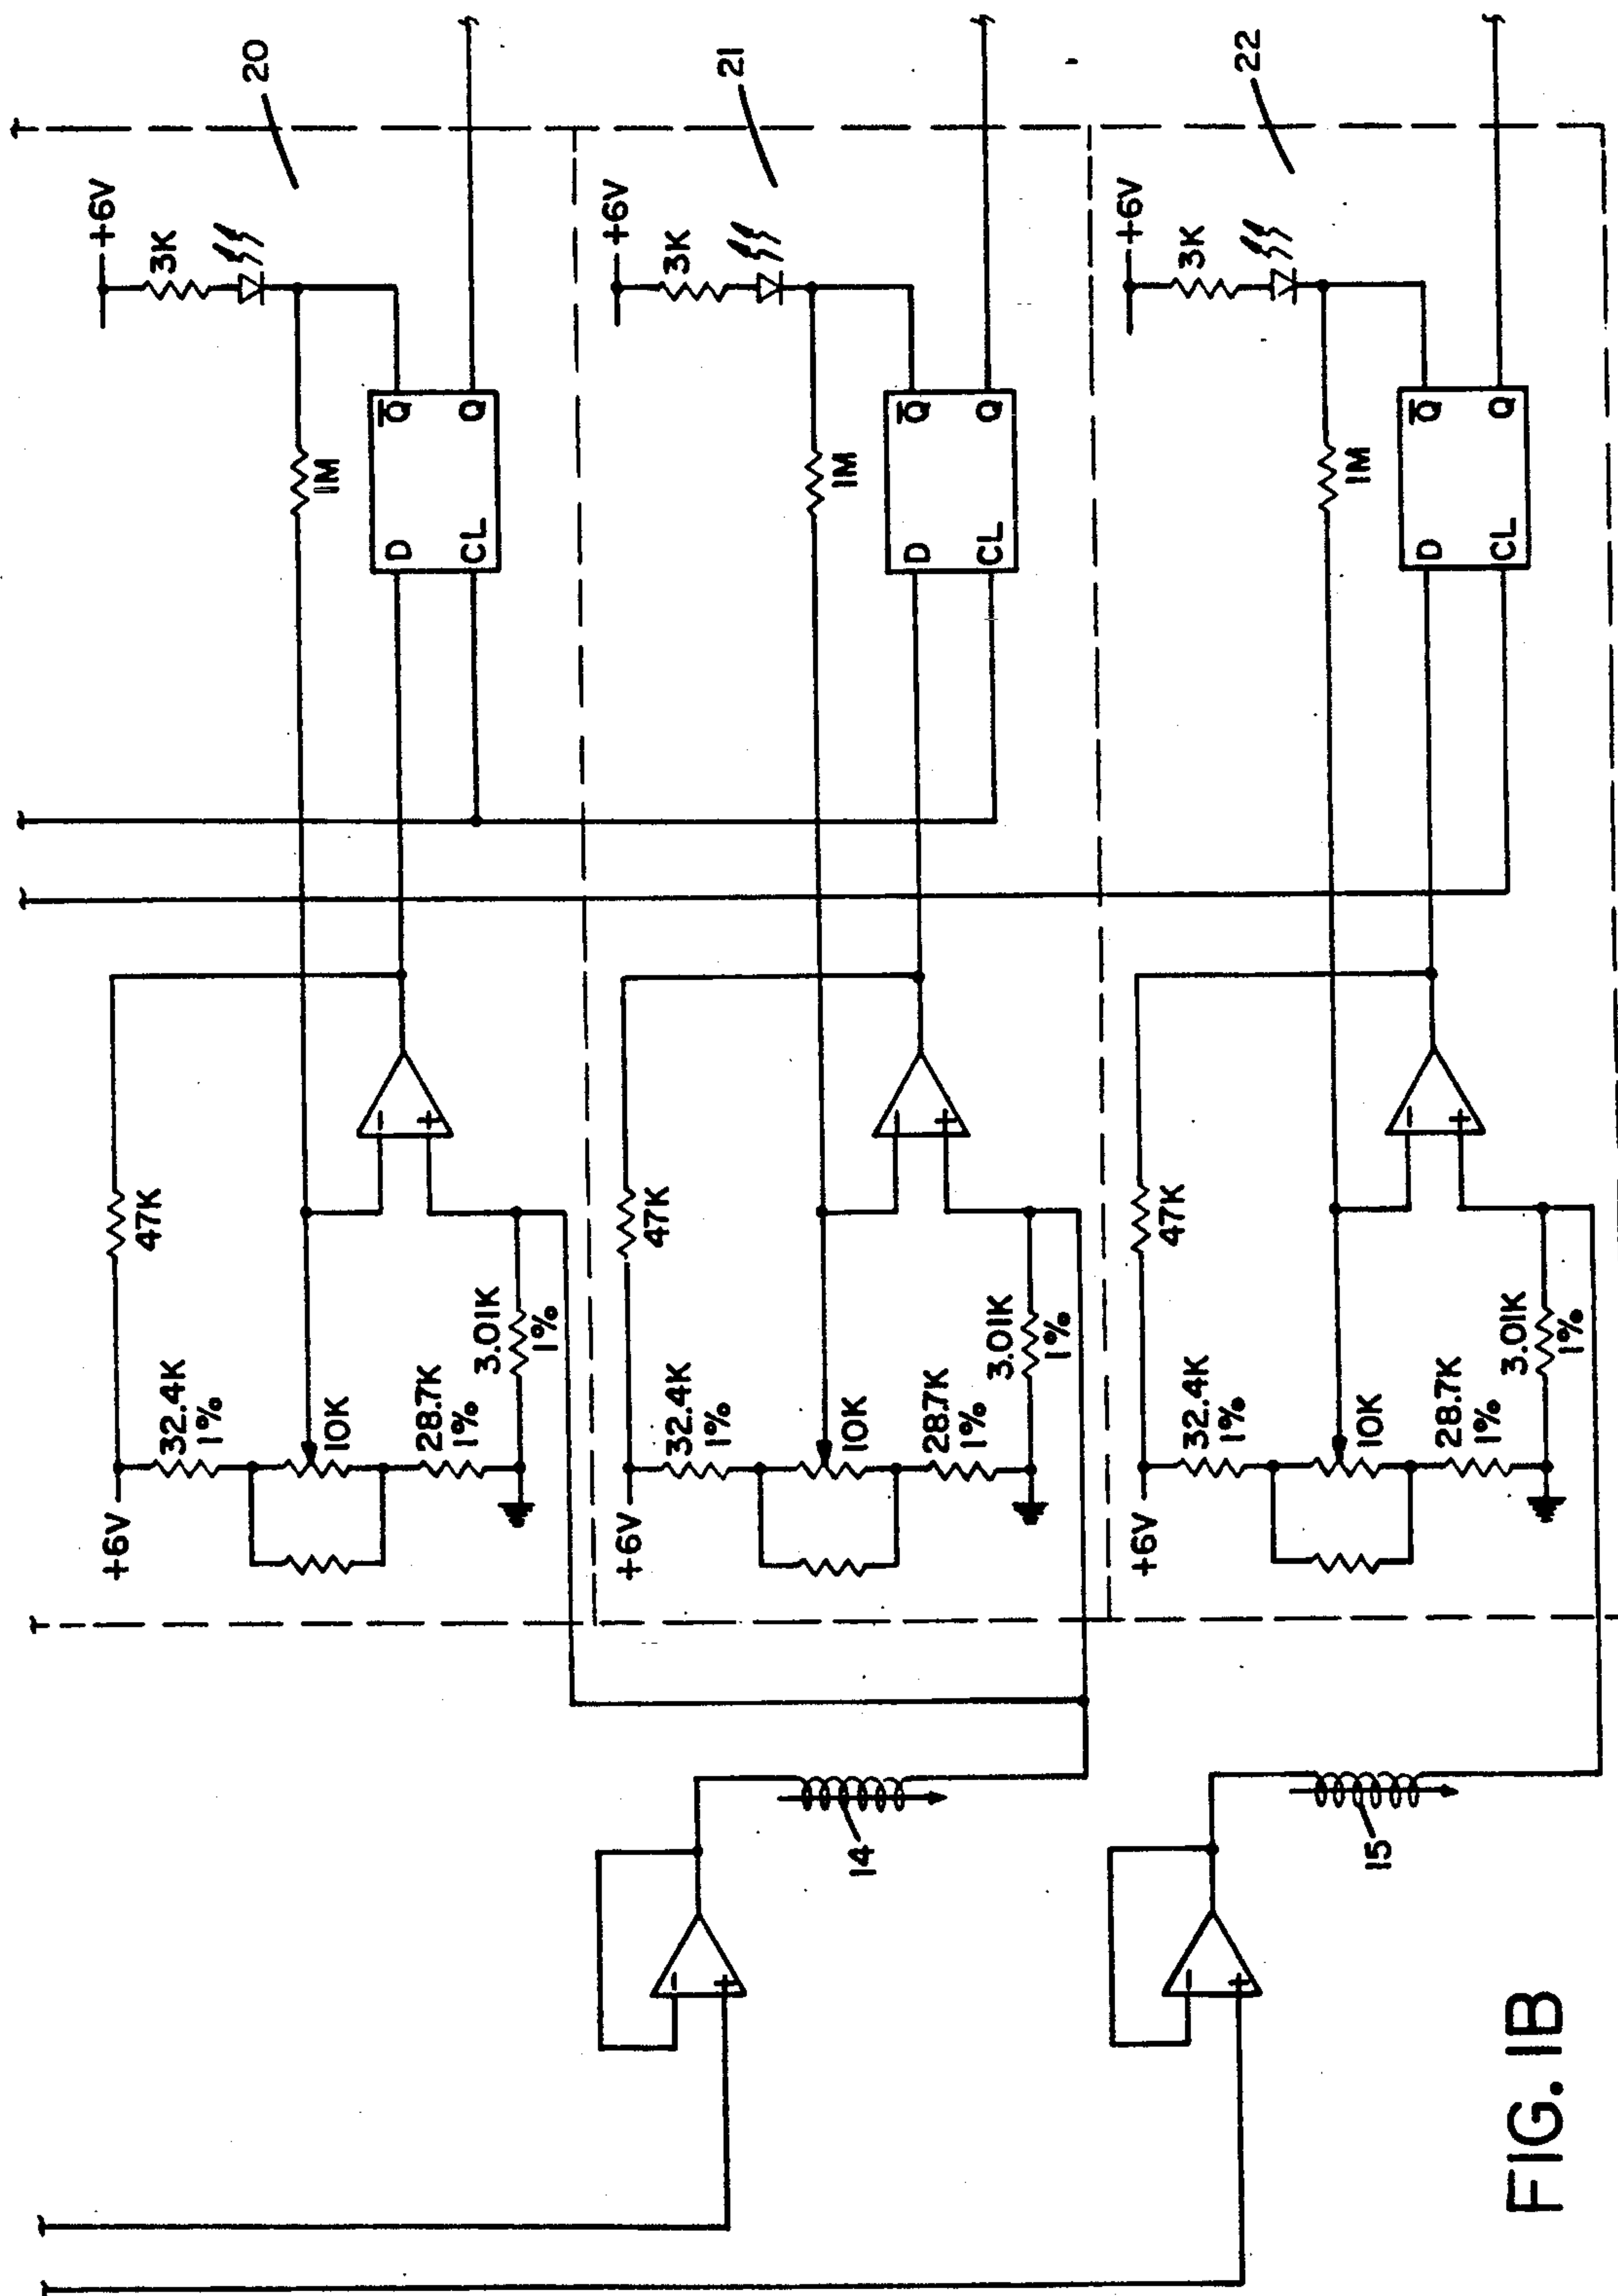 20
+6V
3K
+6V
47K
1M
32.4K
1%
10K
28.7K
1%
3.01K
1%
−
+
D
Q̅
CL
Q
21
+6V
3K
+6V
47K
1M
32.4K
1%
10K
28.7K
1%
3.01K
1%
−
+
D
Q̅
CL
Q
−
+
14
22
+6V
3K
+6V
47K
1M
32.4K
1%
10K
28.7K
1%
3.01K
1%
−
+
D
Q̅
CL
Q
−
+
15
FIG. 1B